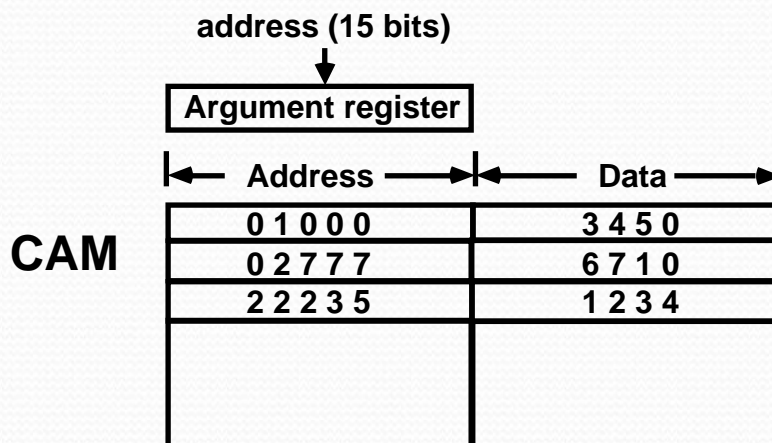 address (15 bits)
Argument register
Address Data
CAM
0 1 0 0 0 3 4 5 0
0 2 7 7 7 6 7 1 0
2 2 2 3 5 1 2 3 4